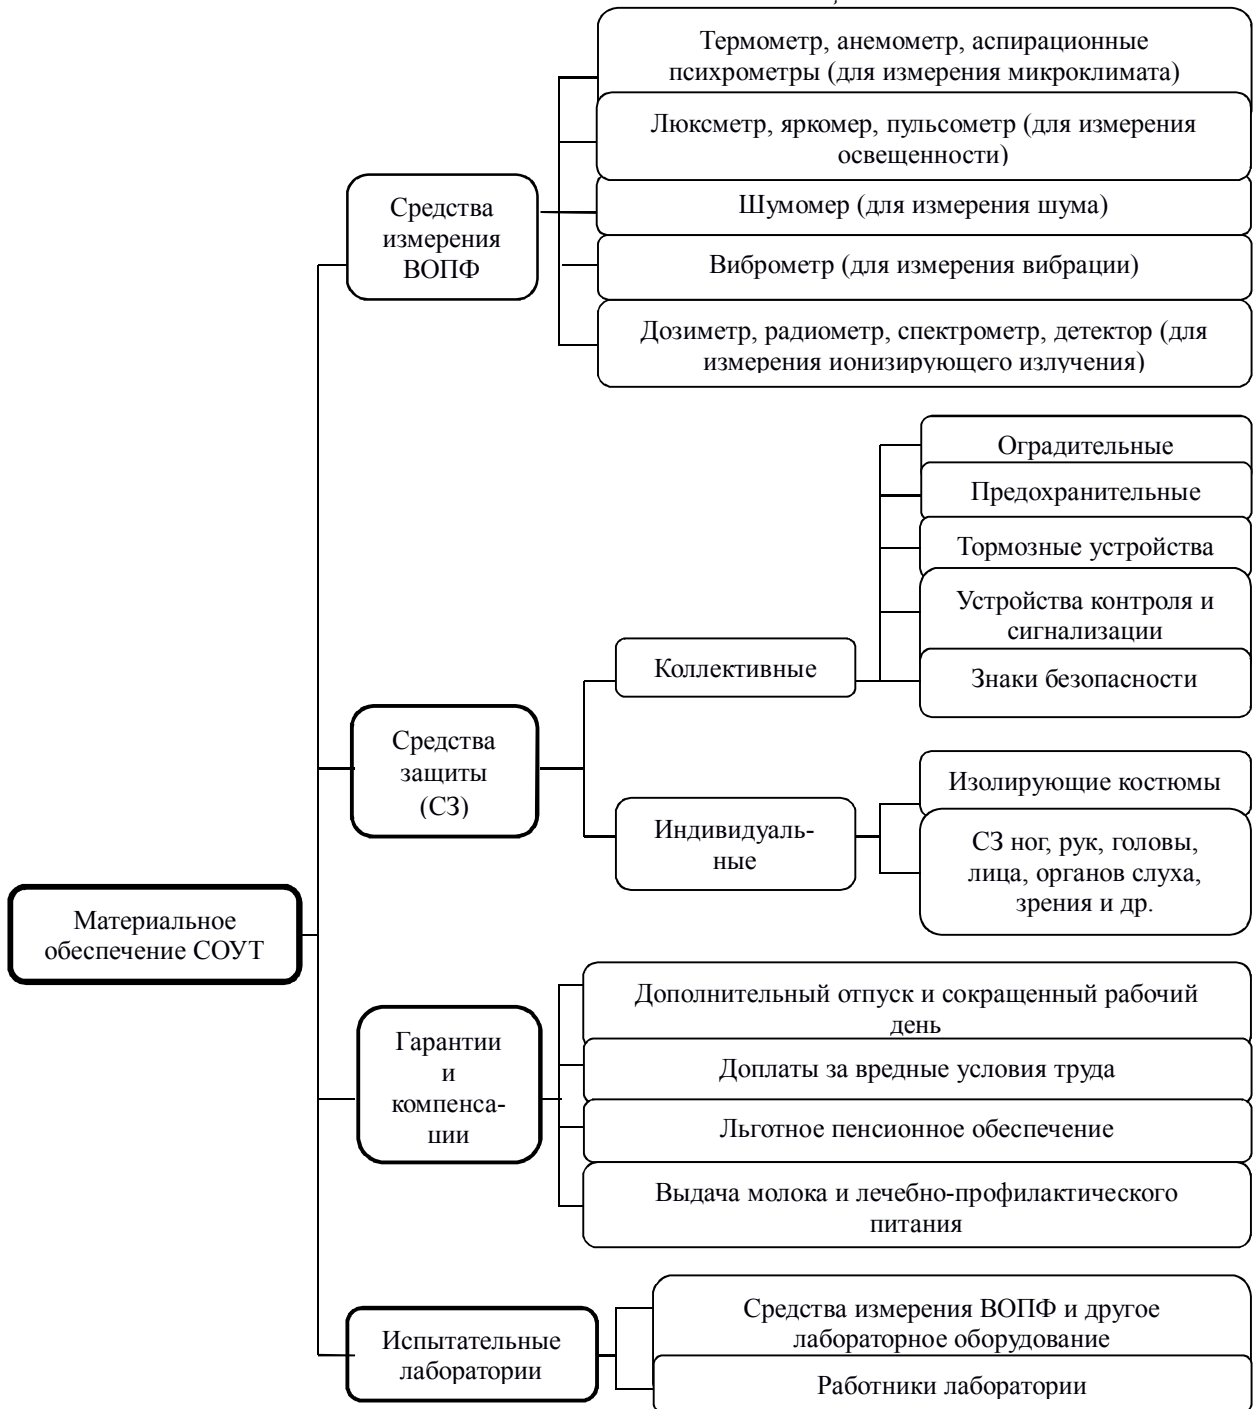 Термометр, анемометр, аспирационные
психрометры (для измерения микроклимата)
Люксметр, яркомер, пульсометр (для измерения
освещенности)
Средства
измерения
ВОПФ
Шумомер (для измерения шума)
Виброметр (для измерения вибрации)
Дозиметр, радиометр, спектрометр, детектор (для
измерения ионизирующего излучения)
Оградительные
Предохранительные
Тормозные устройства
Устройства контроля и
сигнализации
Коллективные
Знаки безопасности
Средства
защиты
(СЗ)
Изолирующие костюмы
Индивидуаль-
ные
СЗ ног, рук, головы,
лица, органов слуха,
зрения и др.
Материальное
обеспечение СОУТ
Дополнительный отпуск и сокращенный рабочий
день
Гарантии
и
компенса-
ции
Доплаты за вредные условия труда
Льготное пенсионное обеспечение
Выдача молока и лечебно-профилактического
питания
Испытательные
лаборатории
Средства измерения ВОПФ и другое
лабораторное оборудование
Работники лаборатории